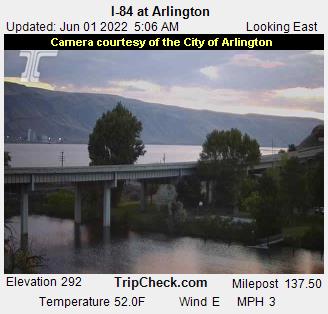 I-84 at Arlington
Updated: Jun 01 2022 5:06 AM Looking East
Camera courtesy of the City of Arlington
Elevation 292 TripCheck.com Milepost 137.50
Temperature 52.0F Wind E MPH 3